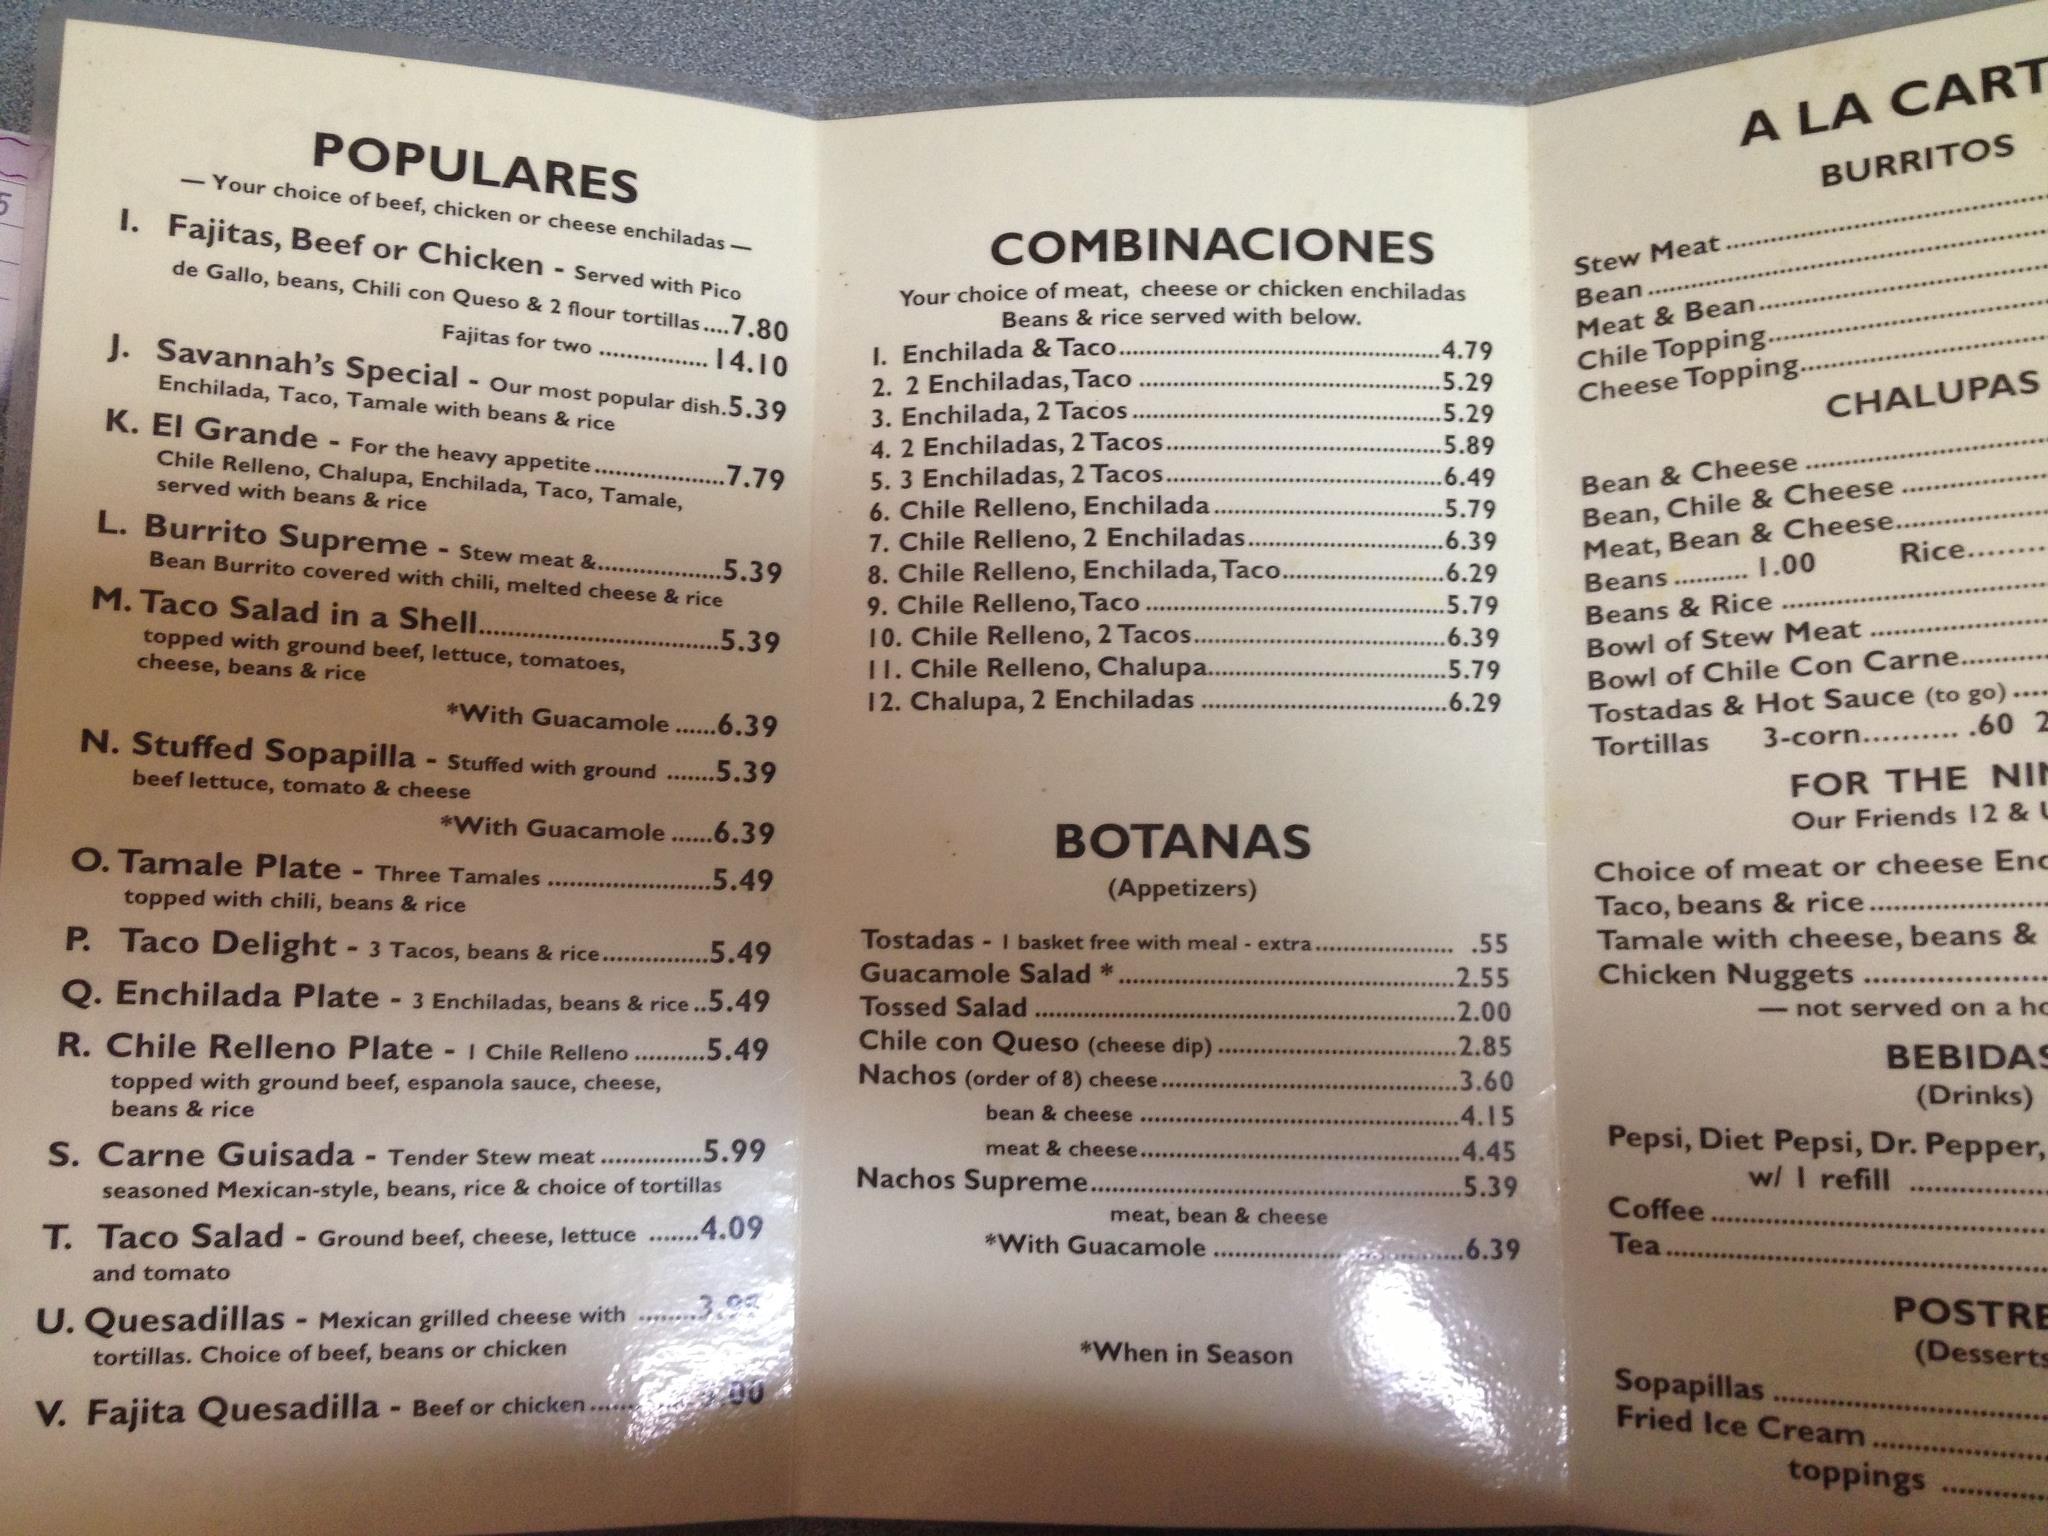 POPULARES
— Your choice of beef, chicken or cheese enchiladas —
I. Fajitas, Beef or Chicken - Served with Pico
de Gallo, beans, Chili con Queso & 2 flour tortillas....7.80
Fajitas for two ................14.10
J. Savannah's Special - Our most popular dish.5.39
Enchilada, Taco, Tamale with beans & rice
K. El Grande - For the heavy appetite...................7.79
Chile Relleno, Chalupa, Enchilada, Taco, Tamale,
served with beans & rice
L. Burrito Supreme - Stew meat &...................5.39
Bean Burrito covered with chili, melted cheese & rice
M. Taco Salad in a Shell...................................5.39
topped with ground beef, lettuce, tomatoes,
cheese, beans & rice
*With Guacamole ......6.39
N. Stuffed Sopapilla - Stuffed with ground .......5.39
beef lettuce, tomato & cheese
*With Guacamole ......6.39
O. Tamale Plate - Three Tamales ........................5.49
topped with chili, beans & rice
P. Taco Delight - 3 Tacos, beans & rice...............5.49
Q. Enchilada Plate - 3 Enchiladas, beans & rice..5.49
R. Chile Relleno Plate - 1 Chile Relleno ..........5.49
topped with ground beef, espanola sauce, cheese,
beans & rice
S. Carne Guisada - Tender Stew meat ...............5.99
seasoned Mexican-style, beans, rice & choice of tortillas
T. Taco Salad - Ground beef, cheese, lettuce .......4.09
and tomato
U. Quesadillas - Mexican grilled cheese with ........
tortillas. Choice of beef, beans or chicken
V. Fajita Quesadilla - Beef or chicken......
COMBINACIONES
Your choice of meat, cheese or chicken enchiladas
Beans & rice served with below.
1. Enchilada & Taco................................................4.79
2. 2 Enchiladas, Taco .............................................5.29
3. Enchilada, 2 Tacos..............................................5.29
4. 2 Enchiladas, 2 Tacos.........................................5.89
5. 3 Enchiladas, 2 Tacos.........................................6.49
6. Chile Relleno, Enchilada..................................5.79
7. Chile Relleno, 2 Enchiladas.............................6.39
8. Chile Relleno, Enchilada, Taco........................6.29
9. Chile Relleno, Taco ............................................5.79
10. Chile Relleno, 2 Tacos.....................................6.39
11. Chile Relleno, Chalupa...................................5.79
12. Chalupa, 2 Enchiladas .....................................6.29
BOTANAS
(Appetizers)
Tostadas - 1 basket free with meal - extra.................... .55
Guacamole Salad *.................................................2.55
Tossed Salad .............................................................2.00
Chile con Queso (cheese dip) ...................................2.85
Nachos (order of 8) cheese...........................................3.60
bean & cheese ..............................................4.15
meat & cheese..............................................4.45
Nachos Supreme......................................................5.39
meat, bean & cheese
*With Guacamole ....................................6.39
*When in Season
A LA CART
BURRITOS
Stew Meat ..............................
Bean ..............................
Meat & Bean..............................
Chile Topping..............................
Cheese Topping..............................
CHALUPAS
Bean & Cheese ..............................
Bean, Chile & Cheese ....................
Meat, Bean & Cheese....................
Beans .......... 1.00 Rice..........
Beans & Rice ..............................
Bowl of Stew Meat ....................
Bowl of Chile Con Carne..........
Tostadas & Hot Sauce (to go) ....
Tortillas 3-corn.......... .60 2
FOR THE NIN
Our Friends 12 & U
Choice of meat or cheese Enc
Taco, beans & rice....................
Tamale with cheese, beans &
Chicken Nuggets ....................
— not served on a ho
BEBIDAS
(Drinks)
Pepsi, Diet Pepsi, Dr. Pepper,
w/ 1 refill ....................
Coffee ..............................
Tea..............................
POSTRE
(Desserts
Sopapillas ..............................
Fried Ice Cream ....................
toppings ..........